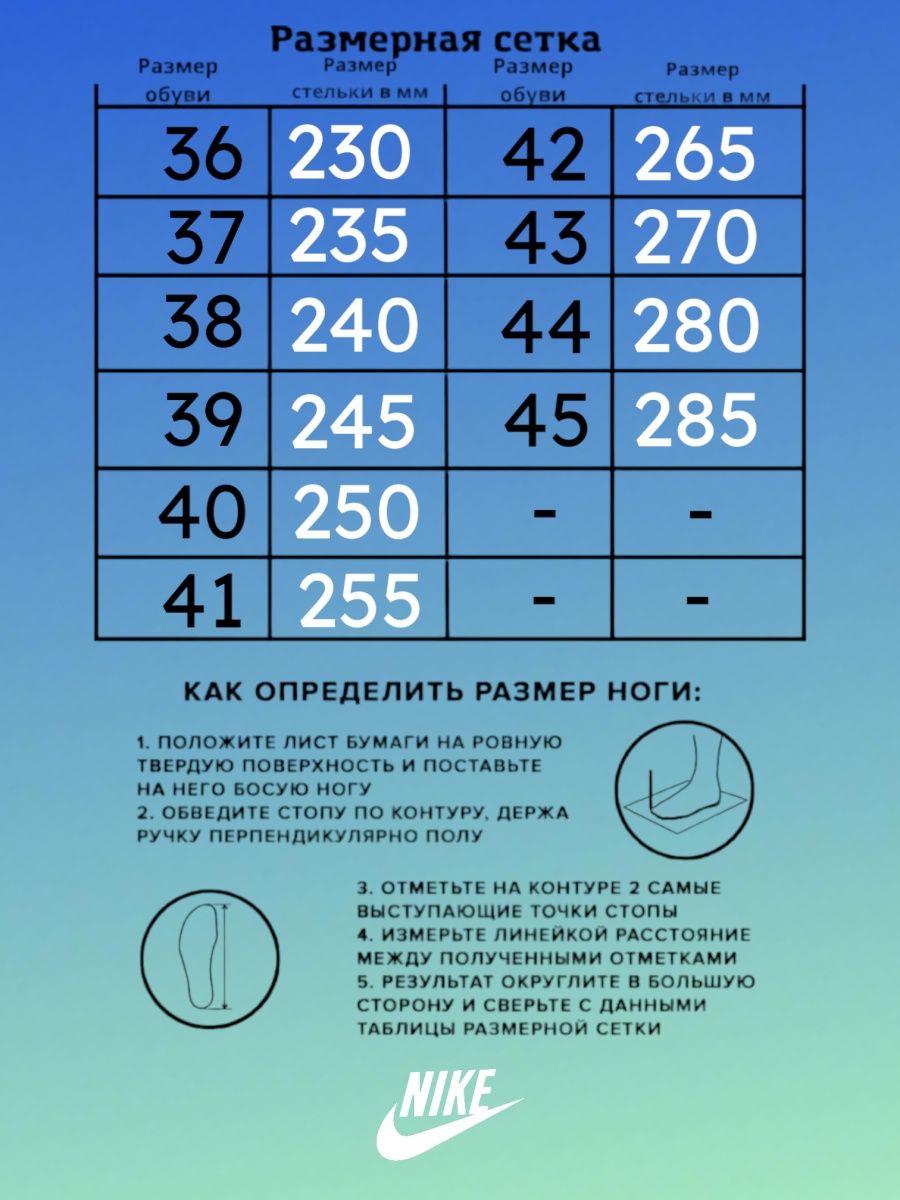 Размерная сетка
Размер обуви Размер стельки в мм Размер обуви Размер стельки в мм
36 230 42 265
37 235 43 270
38 240 44 280
39 245 45 285
40 250 - -
41 255 - -
КАК ОПРЕДЕЛИТЬ РАЗМЕР НОГИ:
1. ПОЛОЖИТЕ ЛИСТ БУМАГИ НА РОВНУЮ
ТВЕРДУЮ ПОВЕРХНОСТЬ И ПОСТАВЬТЕ
НА НЕГО БОСУЮ НОГУ
2. ОБВЕДИТЕ СТОПУ ПО КОНТУРУ, ДЕРЖА
РУЧКУ ПЕРПЕНДИКУЛЯРНО ПОЛУ
3. ОТМЕТЬТЕ НА КОНТУРЕ 2 САМЫЕ
ВЫСТУПАЮЩИЕ ТОЧКИ СТОПЫ
4. ИЗМЕРЬТЕ ЛИНЕЙКОЙ РАССТОЯНИЕ
МЕЖДУ ПОЛУЧЕННЫМИ ОТМЕТКАМИ
5. РЕЗУЛЬТАТ ОКРУГЛИТЕ В БОЛЬШУЮ
СТОРОНУ И СВЕРЬТЕ С ДАННЫМИ
ТАБЛИЦЫ РАЗМЕРНОЙ СЕТКИ
NIKE